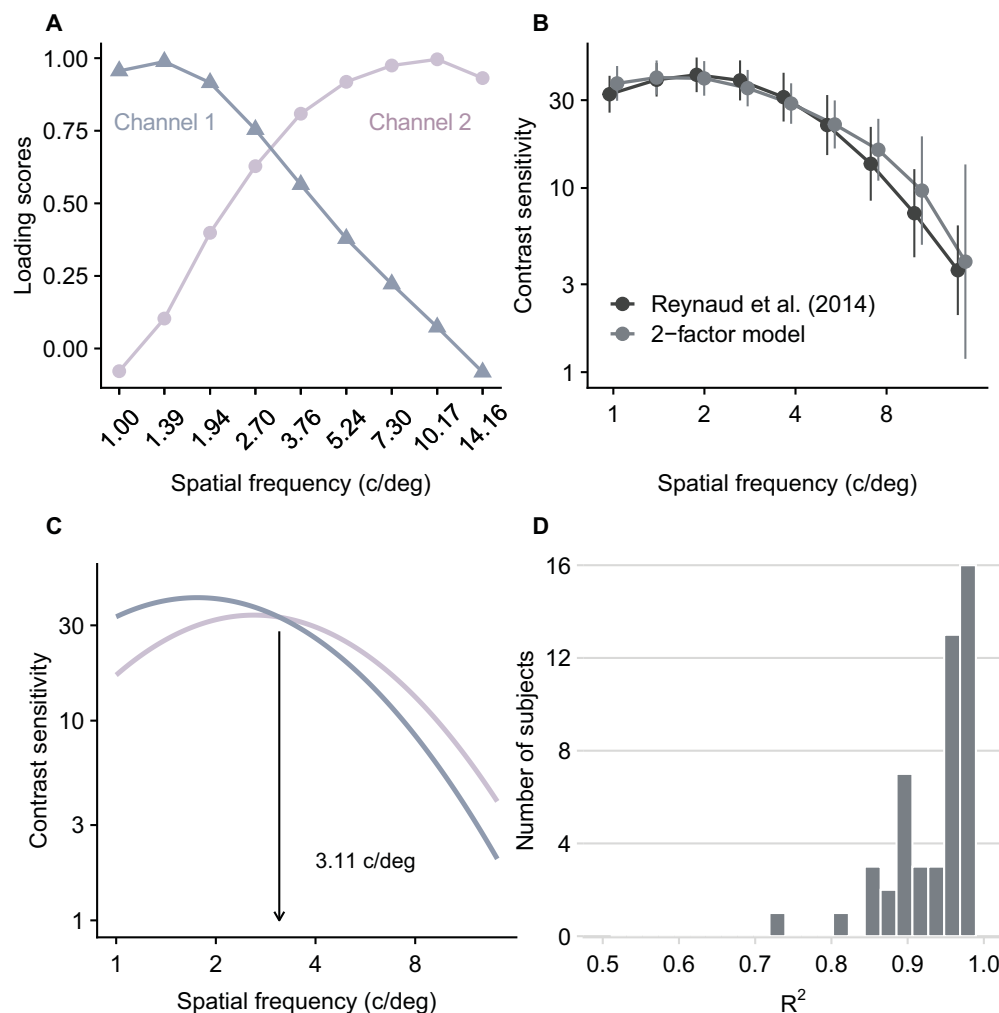 A
Loading scores
1.00
0.75
0.50
0.25
0.00
Channel 1
Channel 2
1.00
1.39
1.94
2.70
3.76
5.24
7.30
10.17
14.16
Spatial frequency (c/deg)
B
Contrast sensitivity
30
10
3
1
Reynaud et al. (2014)
2−factor model
1 2 4 8
Spatial frequency (c/deg)
C
Contrast sensitivity
30
10
3
1
3.11 c/deg
1 2 4 8
Spatial frequency (c/deg)
D
Number of subjects
16
12
8
4
0
0.5 0.6 0.7 0.8 0.9 1.0
R²